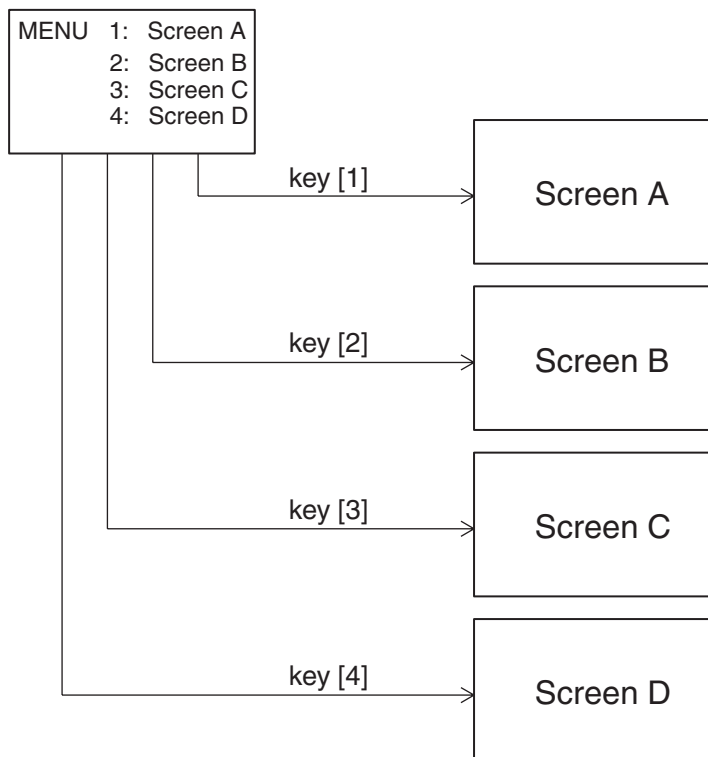 MENU 1: Screen A
2: Screen B
3: Screen C
4: Screen D
key [1]
Screen A
key [2]
Screen B
key [3]
Screen C
key [4]
Screen D